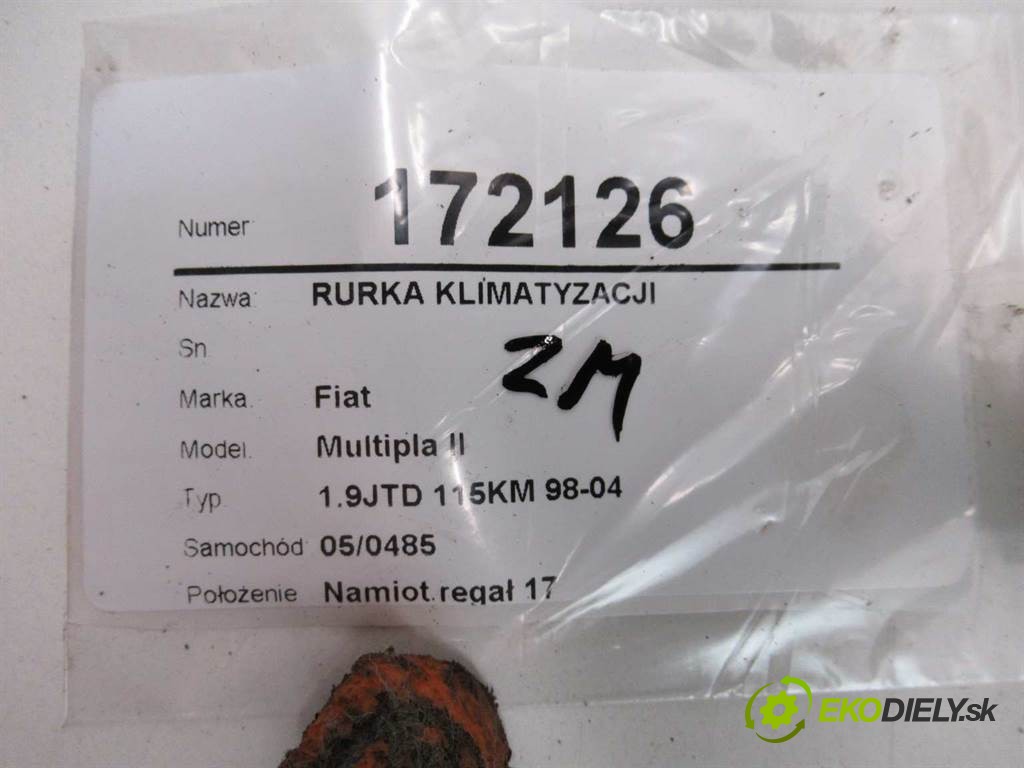 Numer 172126
Nazwa: RURKA KLIMATYZACJI
Sn
ZM
Marka: Fiat
Model: Multipla II
Typ 1.9JTD 115KM 98-04
Samochód 05/0485
Położenie Namiot regał 17
EKODIELY.sk